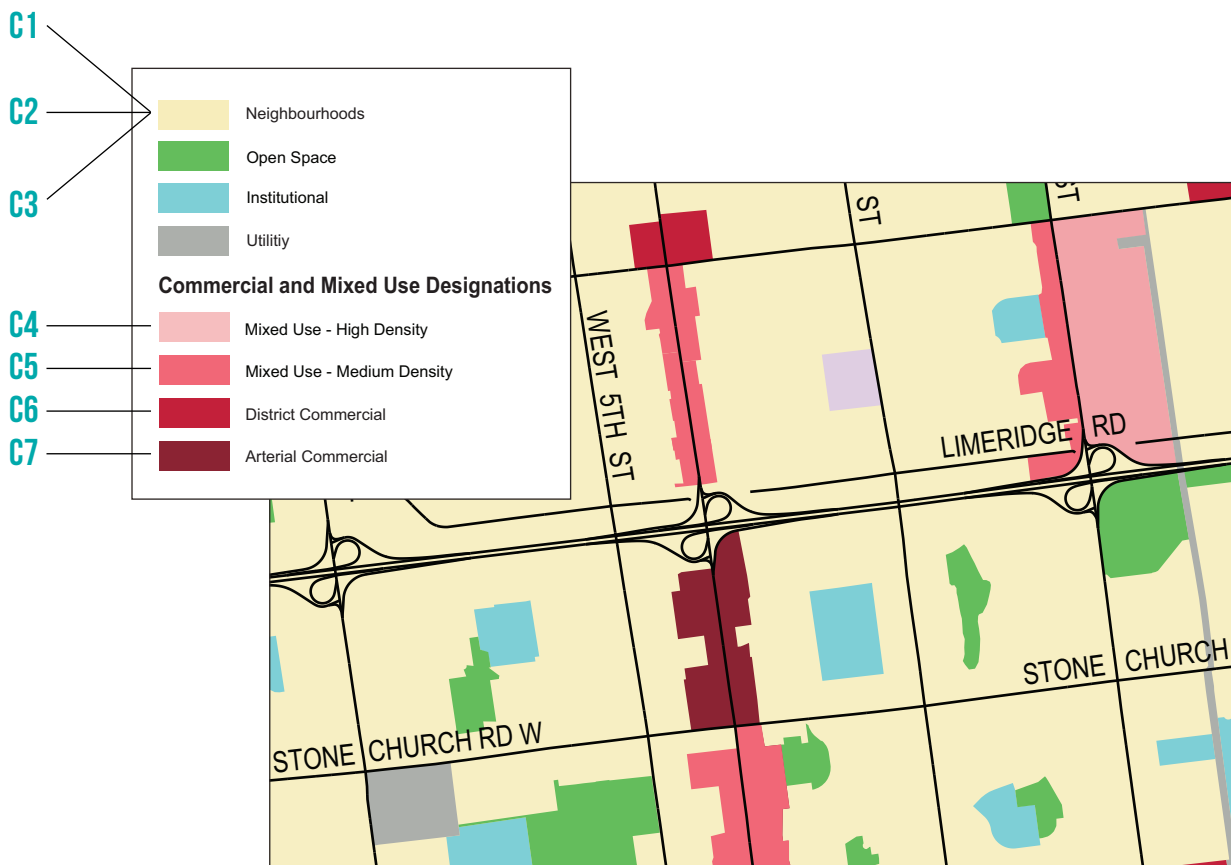 C1
C2
C3
C4
C5
C6
C7
Neighbourhoods
Open Space
Institutional
Utilitiy
Commercial and Mixed Use Designations
Mixed Use - High Density
Mixed Use - Medium Density
District Commercial
Arterial Commercial
ST
ST
WEST 5TH ST
LIMERIDGE RD
STONE CHURCH
STONE CHURCH RD W